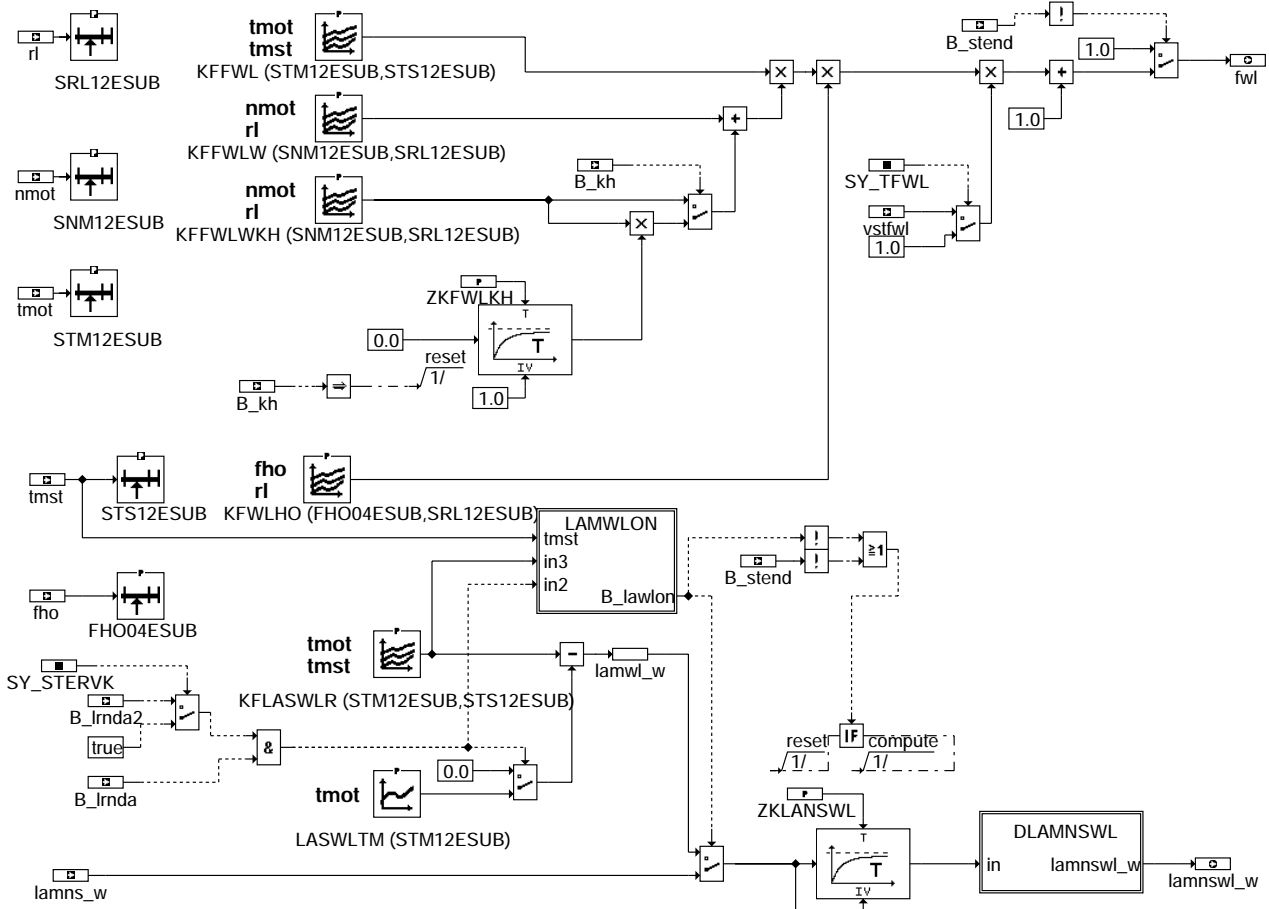 rl
SRL12ESUB
tmot
tmst
KFFWL (STM12ESUB,STS12ESUB)
B_stend
!
1.0
fwl
1.0
nmot
rl
KFFWLW (SNM12ESUB,SRL12ESUB)
nmot
SNM12ESUB
nmot
rl
KFFWLWKH (SNM12ESUB,SRL12ESUB)
B_kh
SY_TFWL
vstfwl
1.0
tmot
STM12ESUB
P
ZKFWLKH
T
0.0
T
IV
1.0
B_kh
reset
1/
tmst
STS12ESUB
fho
rl
KFWLHO (FHO04ESUB,SRL12ESUB)
LAMWLON
tmst
in3
in2
B_lawlon
!
!
B_stend
≥1
fho
FHO04ESUB
tmot
tmst
KFLASWLR (STM12ESUB,STS12ESUB)
lamwl_w
SY_STERVK
B_lrnda2
true
B_lrnda
&
0.0
tmot
LASWLTM (STM12ESUB)
IF
reset
1/
compute
1/
P
ZKLANSWL
T
T
IV
DLAMNSWL
in
lamnswl_w
lamnswl_w
lamns_w